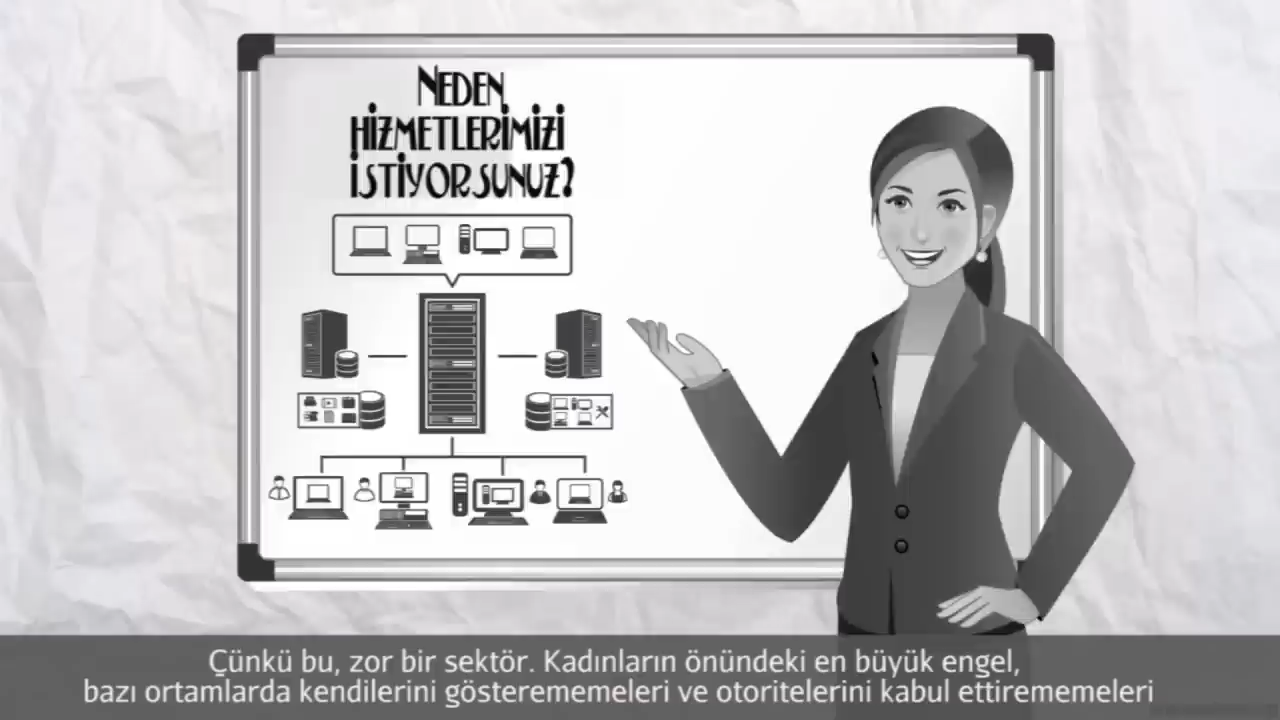 NEDEN
HİZMETLERİMİZİ
İSTİYORSUNUZ?
Çünkü bu, zor bir sektör. Kadınların önündeki en büyük engel,
bazı ortamlarda kendilerini gösterememeleri ve otoritelerini kabul ettirememeleri